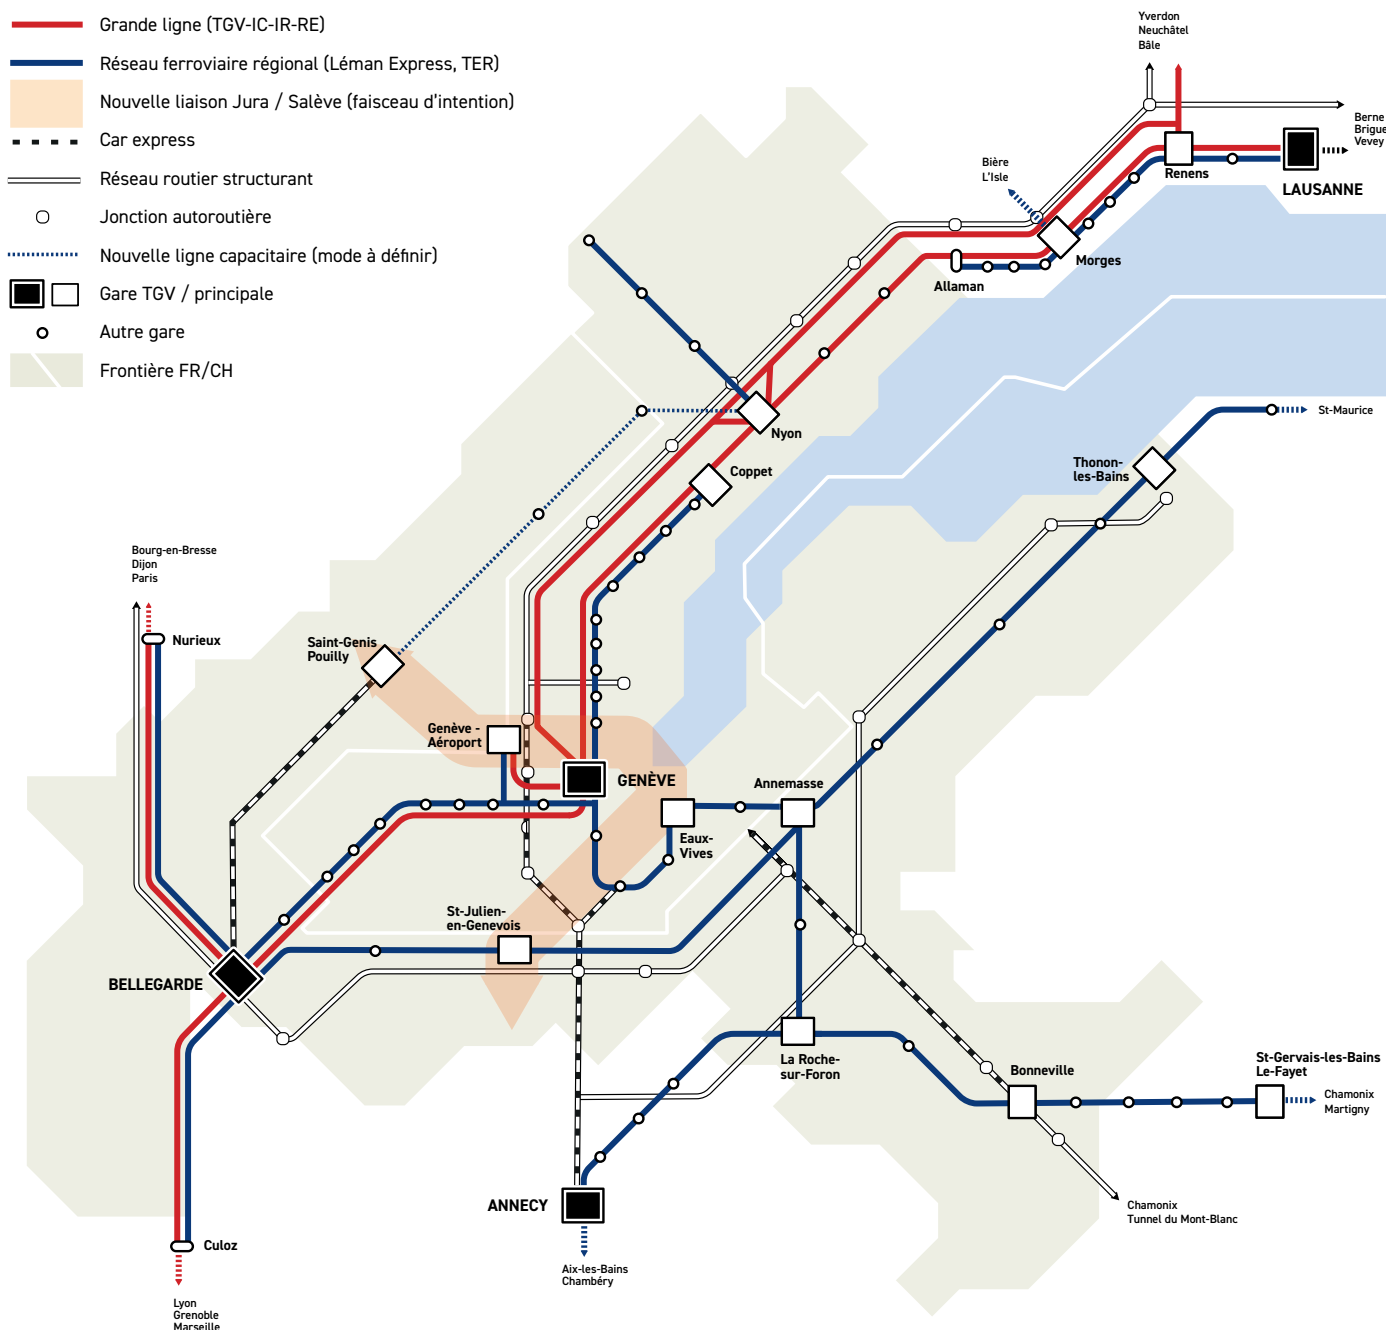 Grande ligne (TGV-IC-IR-RE)
Réseau ferroviaire régional (Léman Express, TER)
Nouvelle liaison Jura / Salève (faisceau d'intention)
Car express
Réseau routier structurant
Jonction autoroutière
Nouvelle ligne capacitaire (mode à définir)
Gare TGV / principale
Autre gare
Frontière FR/CH
Yverdon
Neuchâtel
Bâle
Berne
Brigue
Vevey
Renens
LAUSANNE
Bière
L'Isle
Morges
Allaman
Nyon
Coppet
St-Maurice
Thonon-
les-Bains
Bourg-en-Bresse
Dijon
Paris
Nurieux
Saint-Genis
Pouilly
Genève -
Aéroport
GENÈVE
Annemasse
Eaux-
Vives
St-Julien-
en-Genevois
BELLEGARDE
La Roche-
sur-Foron
Bonneville
St-Gervais-les-Bains
Le-Fayet
Chamonix
Martigny
ANNECY
Chamonix
Tunnel du Mont-Blanc
Culoz
Aix-les-Bains
Chambéry
Lyon
Grenoble
Marseille